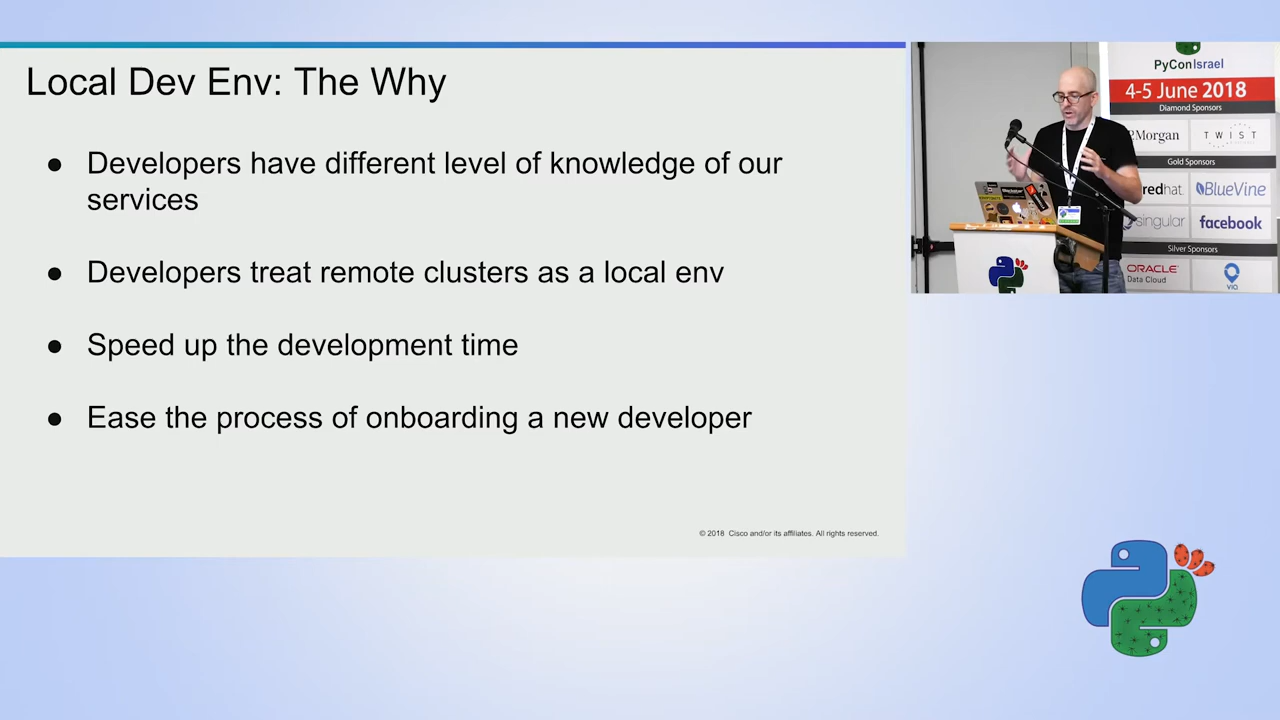 Local Dev Env: The Why
● Developers have different level of knowledge of our
services
● Developers treat remote clusters as a local env
● Speed up the development time
● Ease the process of onboarding a new developer
© 2018 Cisco and/or its affiliates. All rights reserved.
PyConIsrael
4-5 June 2018
Diamond Sponsors
Morgan TWIST
Gold Sponsors
redhat. BlueVine
singular facebook
Silver Sponsors
ORACLE
Data Cloud
via